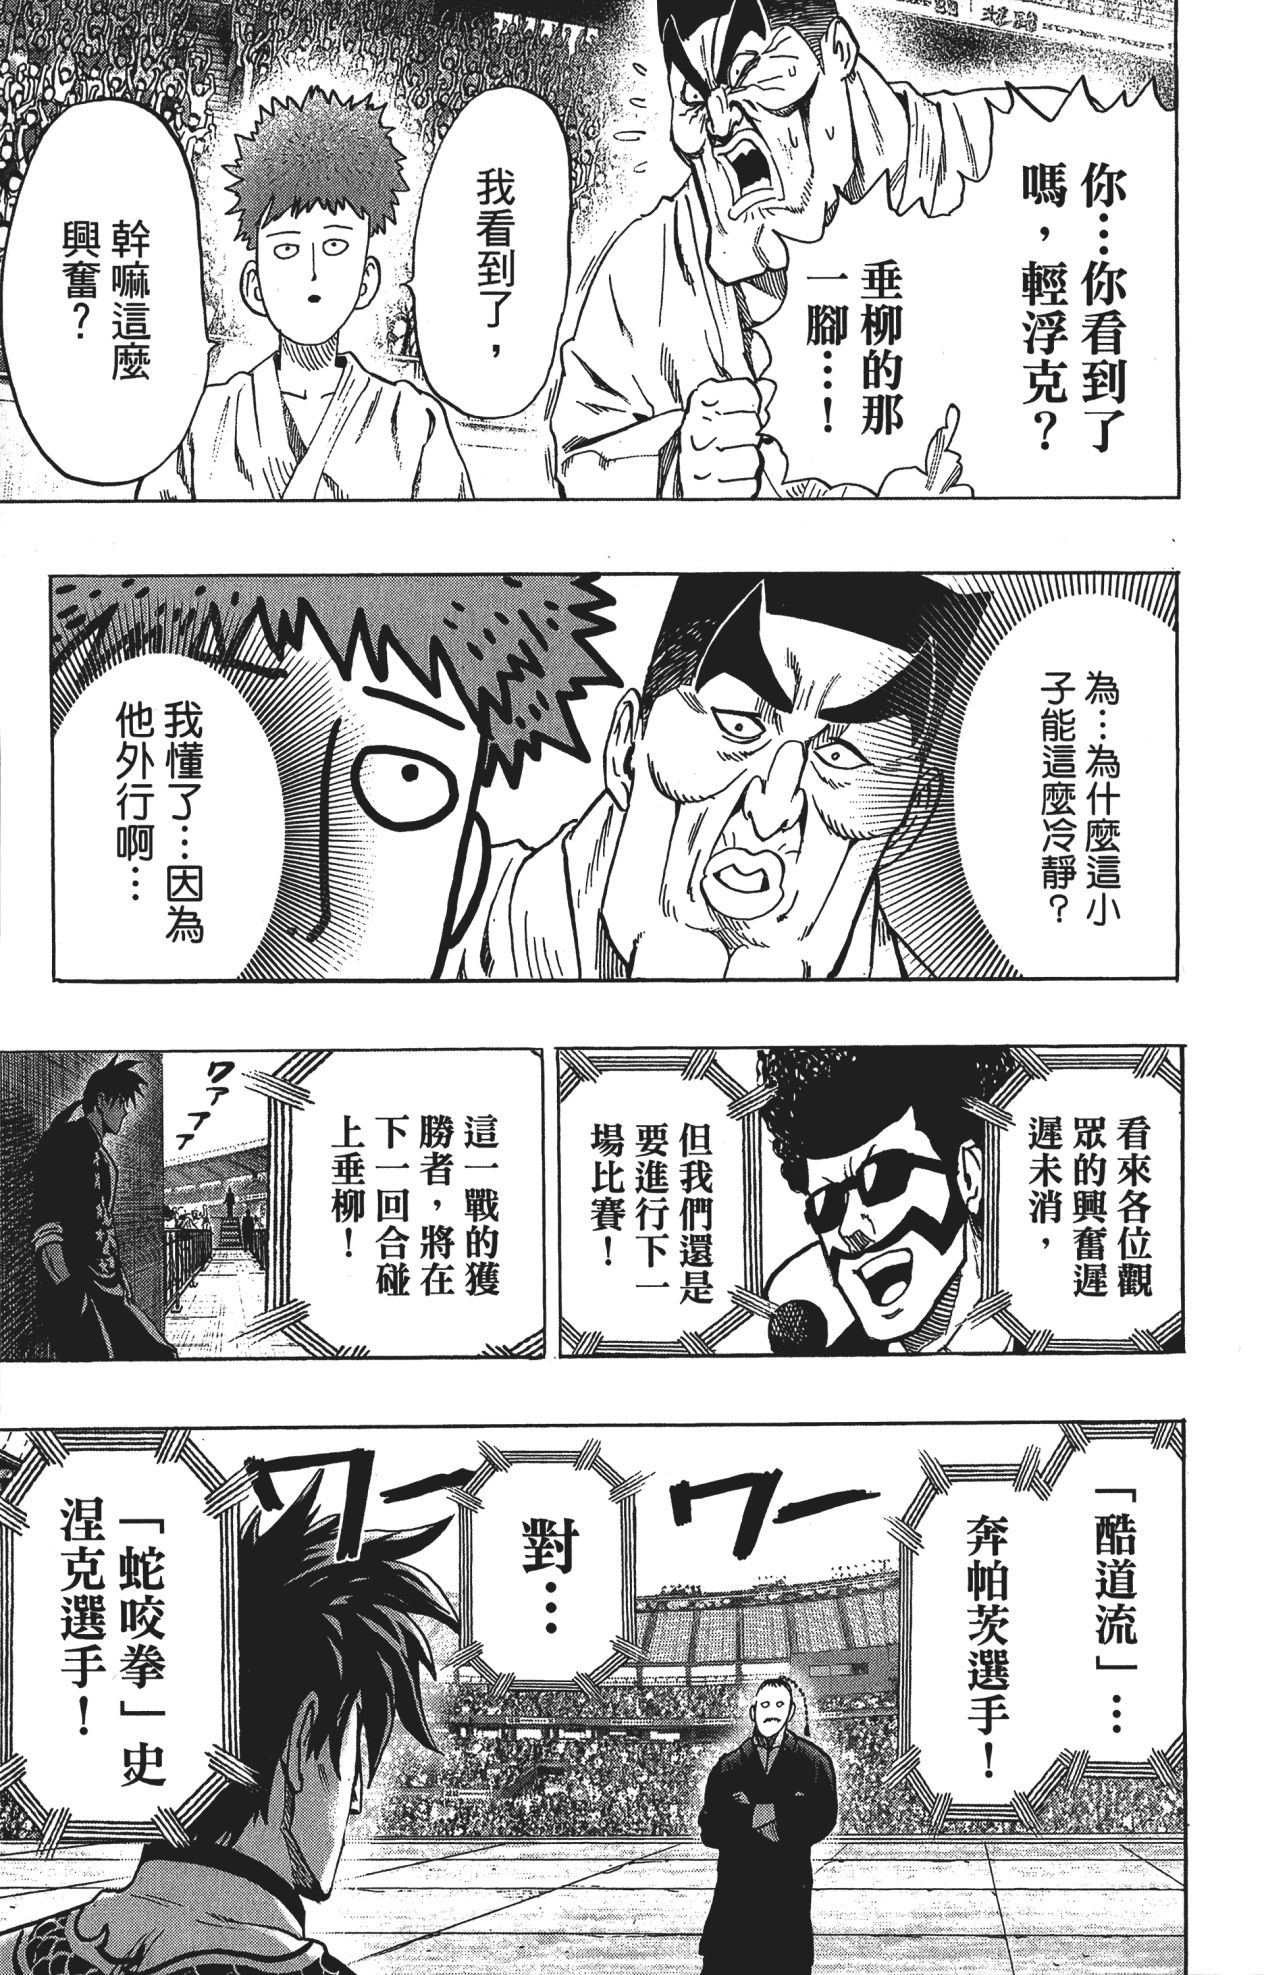 你…你看到了
嗎，輕浮克？
垂柳的那
一腳…！
我看到了，
幹嘛這麼
興奮？
為…為什麼這小
子能這麼冷靜？
我懂了…因為
他外行啊…
看來各位觀
眾的興奮遲
遲未消，
但我們還是
要進行下一
場比賽！
這一戰的獲
勝者，將在
下一回合碰
上垂柳！
ワァァァ
「酷道流」…
奔帕茨選手！
ワー
對…
ワー
「蛇咬拳」史
涅克選手！